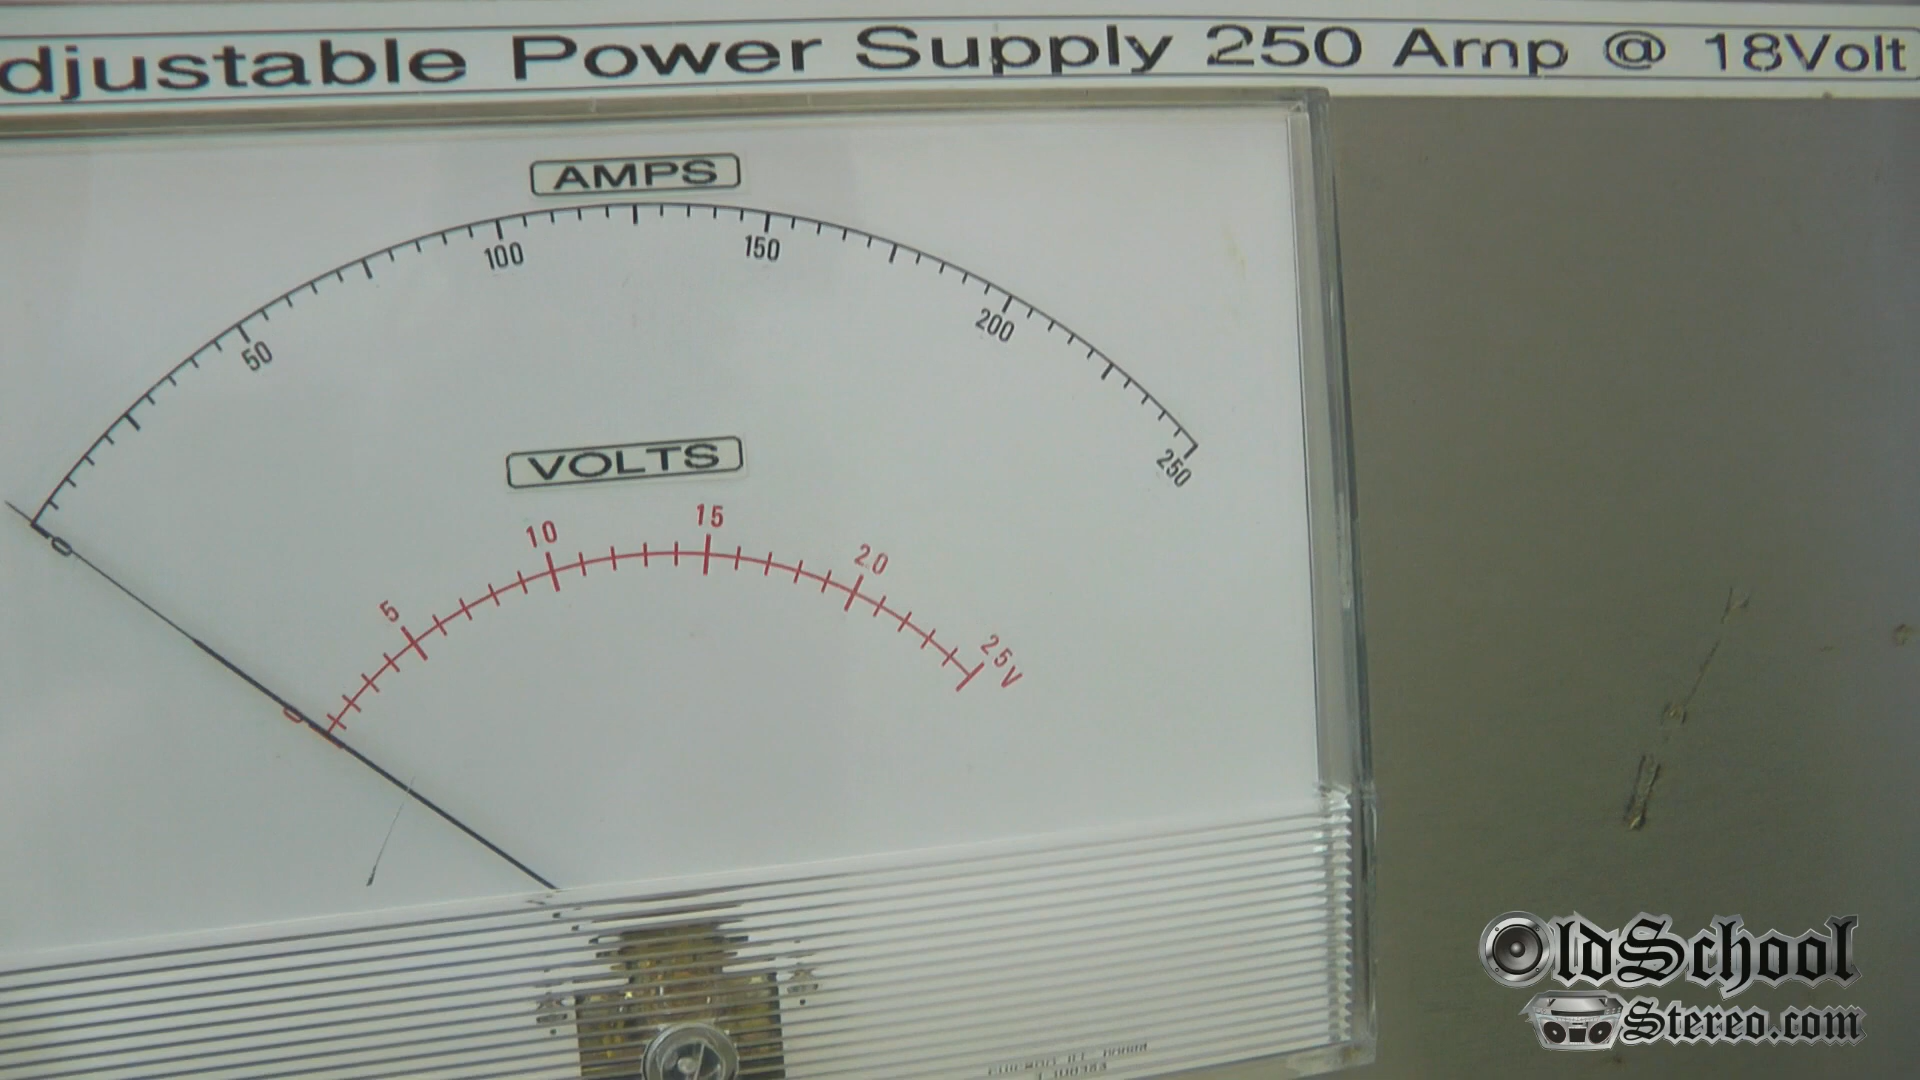 djustable Power Supply 250 Amp @ 18Volt
AMPS
0 50 100 150 200 250
VOLTS
0 5 10 15 20 25V
OldSchool
Stereo.com